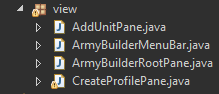 view
AddUnitPane.java
ArmyBuilderMenuBar.java
ArmyBuilderRootPane.java
CreateProfilePane.java